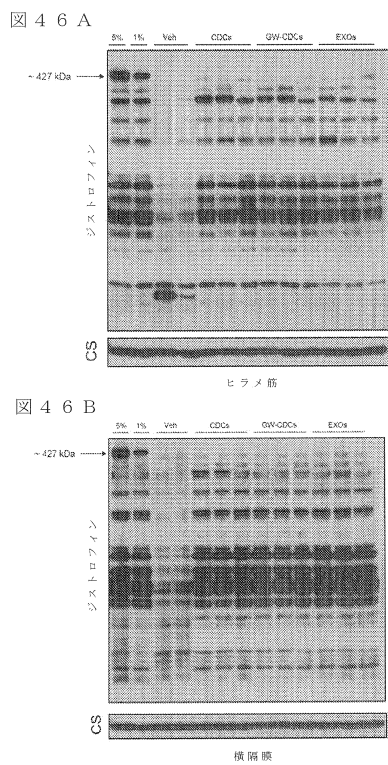 図４６Ａ
5% 1% Veh CDCs GW-CDCs EXOs
~ 427 kDa
ジストロフィン
CS
ヒラメ筋
図４６Ｂ
5% 1% Veh CDCs GW-CDCs EXOs
~ 427 kDa
ジストロフィン
CS
横隔膜